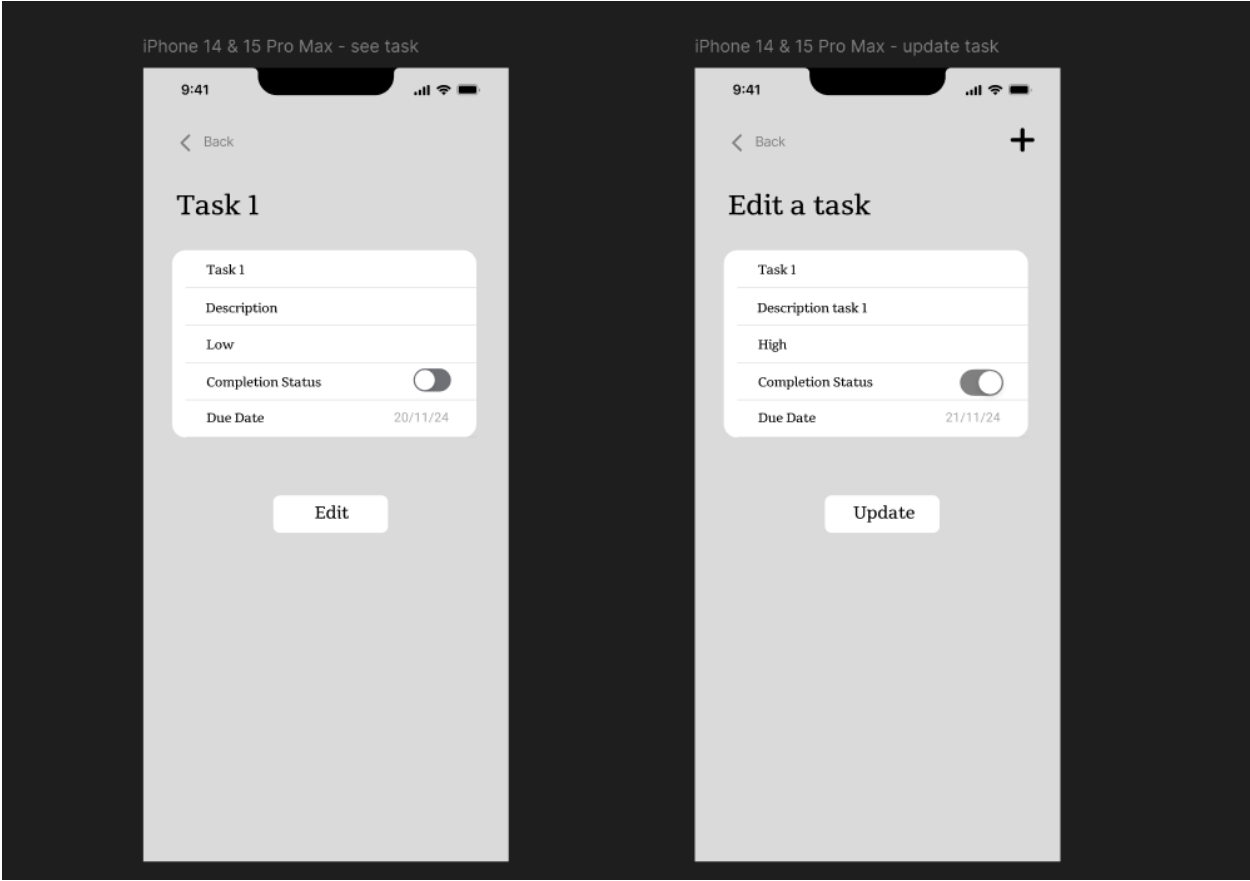 iPhone 14 & 15 Pro Max - see task
9:41
Back
Task 1
Task 1
Description
Low
Completion Status
Due Date 20/11/24
Edit
iPhone 14 & 15 Pro Max - update task
9:41
Back
Edit a task
Task 1
Description task 1
High
Completion Status
Due Date 21/11/24
Update